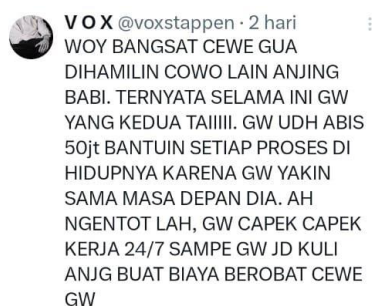 V O X @voxstappen · 2 hari
WOY BANGSAT CEWE GUA
DIHAMILIN COWO LAIN ANJING
BABI. TERNYATA SELAMA INI GW
YANG KEDUA TAIIIII. GW UDH ABIS
50jt BANTUIN SETIAP PROSES DI
HIDUPNYA KARENA GW YAKIN
SAMA MASA DEPAN DIA. AH
NGENTOT LAH, GW CAPEK CAPEK
KERJA 24/7 SAMPE GW JD KULI
ANJG BUAT BIAYA BEROBAT CEWE
GW